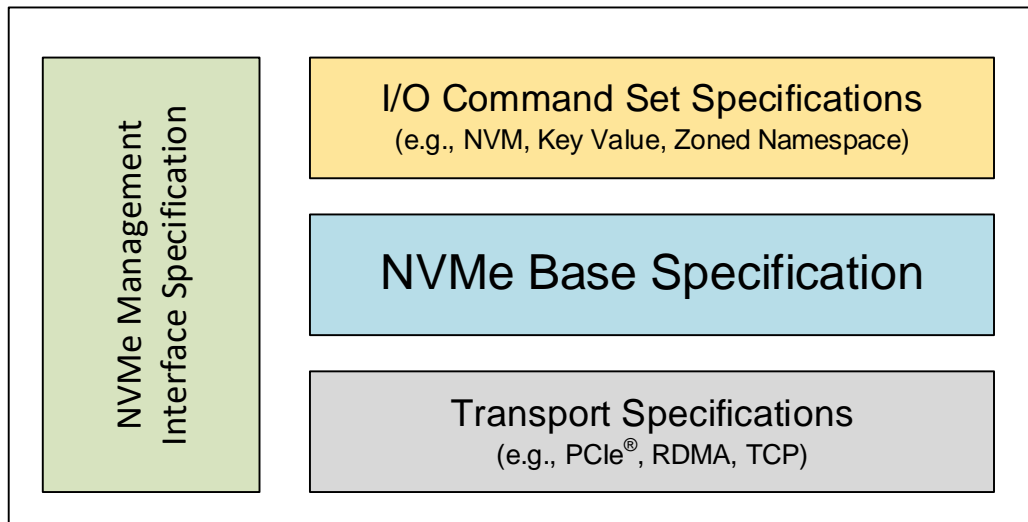 NVMe Management
Interface Specification
I/O Command Set Specifications
(e.g., NVM, Key Value, Zoned Namespace)
NVMe Base Specification
Transport Specifications
(e.g., PCIe®, RDMA, TCP)